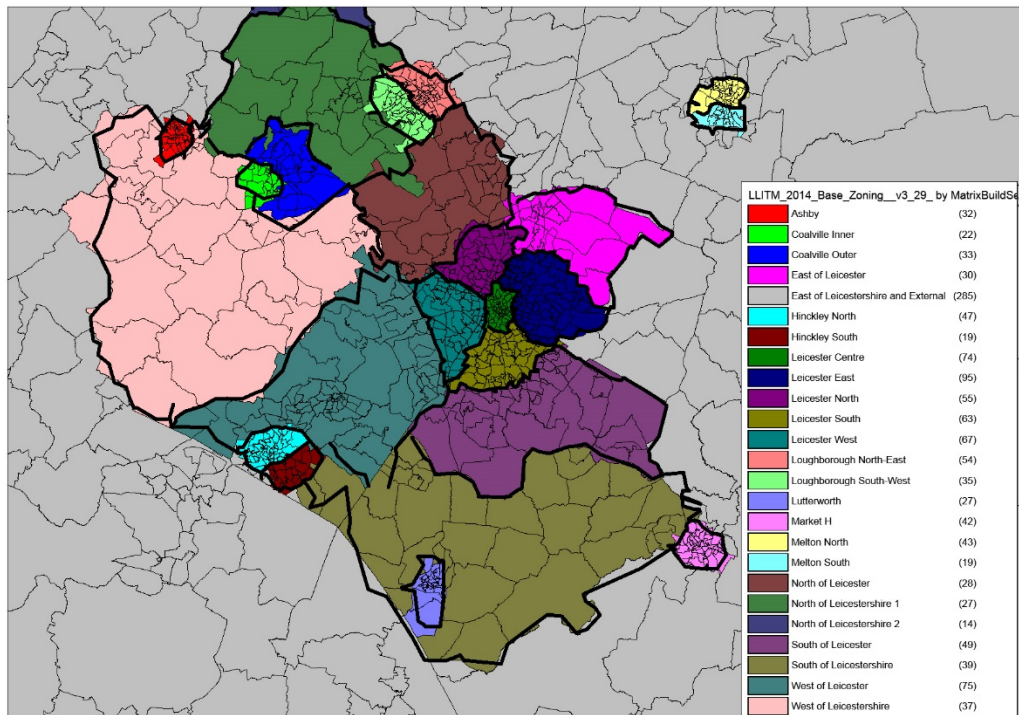 LLITM_2014_Base_Zoning__v3_29_ by MatrixBuildSe
Ashby (32)
Coalville Inner (22)
Coalville Outer (33)
East of Leicester (30)
East of Leicestershire and External (285)
Hinckley North (47)
Hinckley South (19)
Leicester Centre (74)
Leicester East (95)
Leicester North (55)
Leicester South (63)
Leicester West (67)
Loughborough North-East (54)
Loughborough South-West (35)
Lutterworth (27)
Market H (42)
Melton North (43)
Melton South (19)
North of Leicester (28)
North of Leicestershire 1 (27)
North of Leicestershire 2 (14)
South of Leicester (49)
South of Leicestershire (39)
West of Leicester (75)
West of Leicestershire (37)